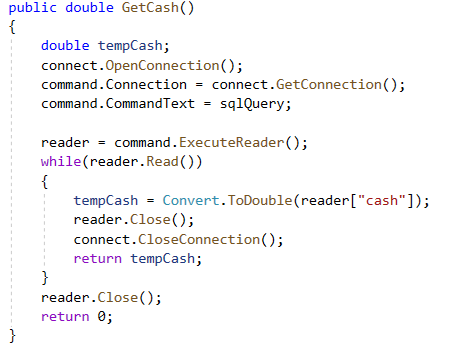 public double GetCash()
{
    double tempCash;
    connect.OpenConnection();
    command.Connection = connect.GetConnection();
    command.CommandText = sqlQuery;

    reader = command.ExecuteReader();
    while(reader.Read())
    {
        tempCash = Convert.ToDouble(reader["cash"]);
        reader.Close();
        connect.CloseConnection();
        return tempCash;
    }
    reader.Close();
    return 0;
}